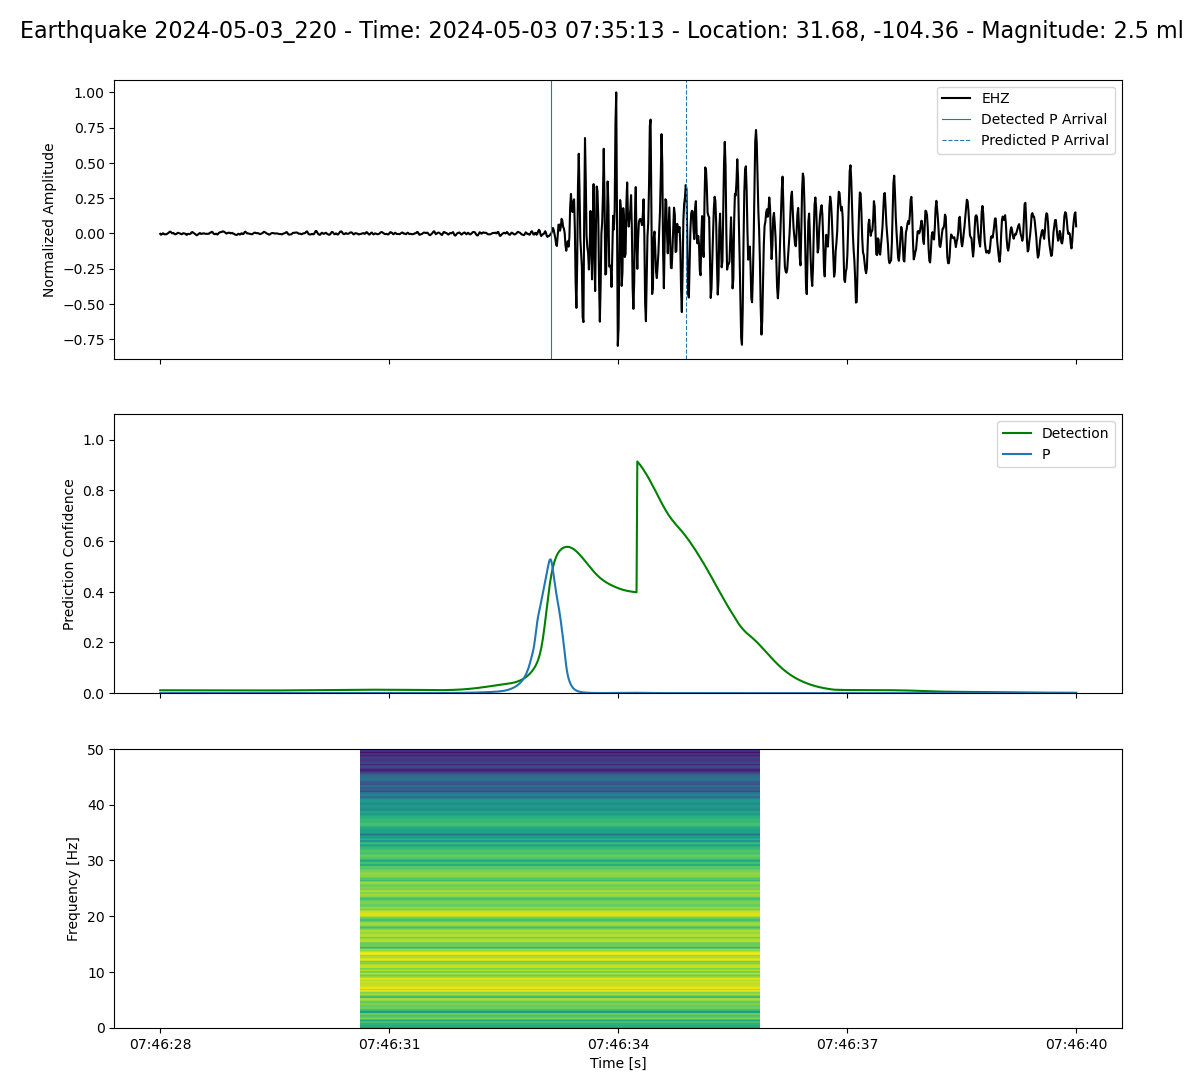 Earthquake 2024-05-03_220 - Time: 2024-05-03 07:35:13 - Location: 31.68, -104.36 - Magnitude: 2.5 ml
Normalized Amplitude
1.00
0.75
0.50
0.25
0.00
−0.25
−0.50
−0.75
EHZ
Detected P Arrival
Predicted P Arrival
Prediction Confidence
1.0
0.8
0.6
0.4
0.2
0.0
Detection
P
Frequency [Hz]
50
40
30
20
10
0
07:46:28 07:46:31 07:46:34 07:46:37 07:46:40
Time [s]